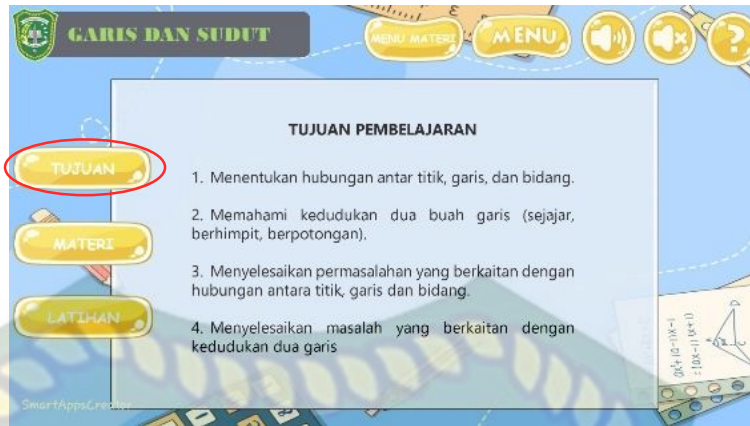 GARIS DAN SUDUT
MENU MATERI
MENU
?
TUJUAN PEMBELAJARAN
TUJUAN
1. Menentukan hubungan antar titik, garis, dan bidang.
2. Memahami kedudukan dua buah garis (sejajar,
berhimpit, berpotongan).
MATERI
3. Menyelesaikan permasalahan yang berkaitan dengan
hubungan antara titik, garis dan bidang.
LATIHAN
4. Menyelesaikan masalah yang berkaitan dengan
kedudukan dua garis
SmartAppsCreator